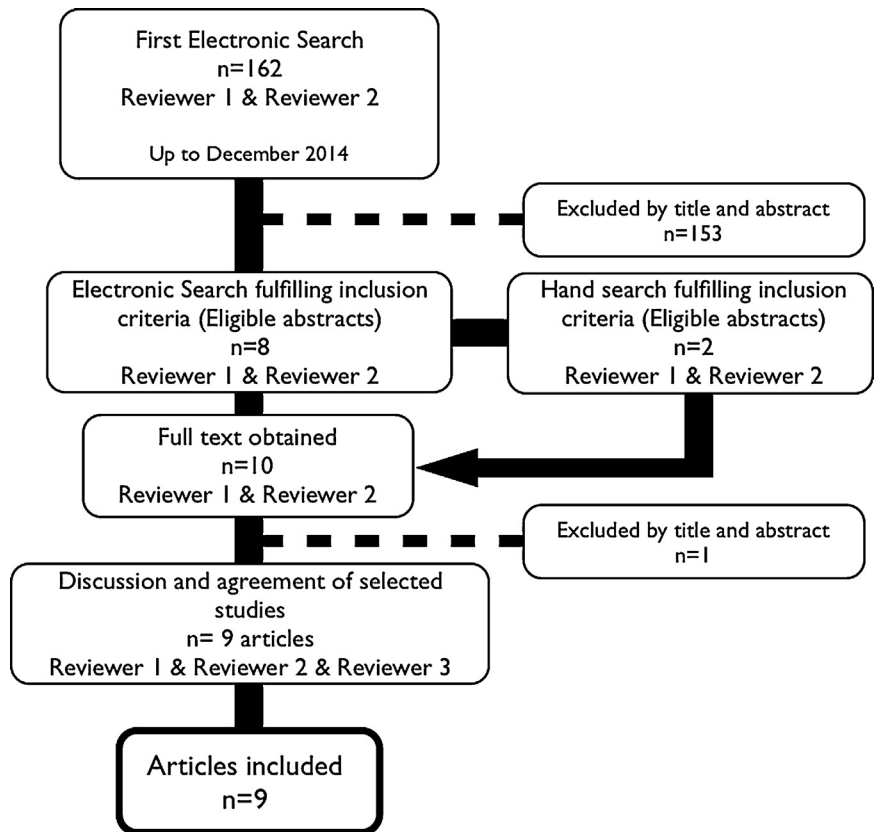 First Electronic Search
n=162
Reviewer 1 & Reviewer 2
Up to December 2014
Excluded by title and abstract
n=153
Electronic Search fulfilling inclusion
criteria (Eligible abstracts)
n=8
Reviewer 1 & Reviewer 2
Hand search fulfilling inclusion
criteria (Eligible abstracts)
n=2
Reviewer 1 & Reviewer 2
Full text obtained
n=10
Reviewer 1 & Reviewer 2
Excluded by title and abstract
n=1
Discussion and agreement of selected
studies
n= 9 articles
Reviewer 1 & Reviewer 2 & Reviewer 3
Articles included
n=9